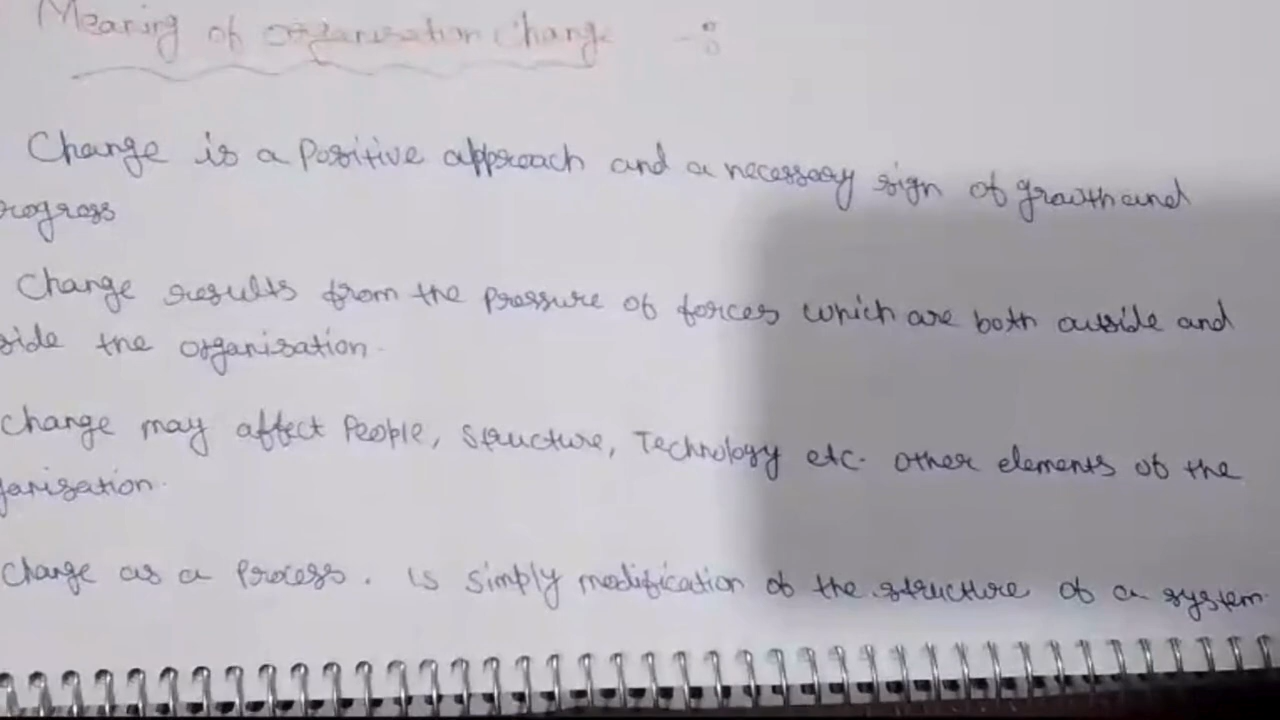 Meaning of organisation Change :-
Change is a Positive approach and a necessary sign of growth and
rogress
Change results from the pressure of forces which are both outside and
side the organisation.
Change may affect People, Structure, Technology etc. other elements of the
ganisation.
Change as a Process. is simply modification of the structure of a system.